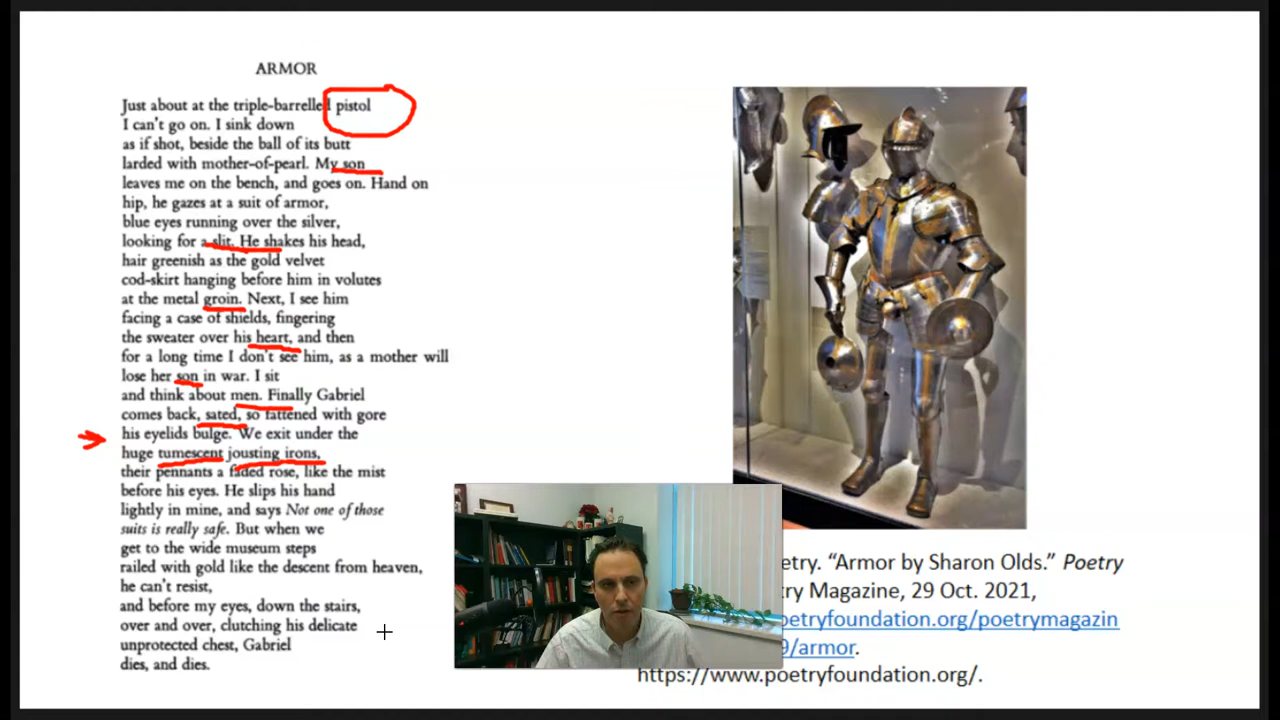 ARMOR
Just about at the triple-barrelled pistol
I can't go on. I sink down
as if shot, beside the ball of its butt
larded with mother-of-pearl. My son
leaves me on the bench, and goes on. Hand on
hip, he gazes at a suit of armor,
blue eyes running over the silver,
looking for a slit. He shakes his head,
hair greenish as the gold velvet
cod-skirt hanging before him in volutes
at the metal groin. Next, I see him
facing a case of shields, fingering
the sweater over his heart, and then
for a long time I don't see him, as a mother will
lose her son in war. I sit
and think about men. Finally Gabriel
comes back, sated, so fattened with gore
his eyelids bulge. We exit under the
huge tumescent jousting irons,
their pennants a faded rose, like the mist
before his eyes. He slips his hand
lightly in mine, and says Not one of those
suits is really safe. But when we
get to the wide museum steps
railed with gold like the descent from heaven,
he can't resist,
and before my eyes, down the stairs,
over and over, clutching his delicate
unprotected chest, Gabriel
dies, and dies.
etry. “Armor by Sharon Olds.” Poetry
try Magazine, 29 Oct. 2021,
oetryfoundation.org/poetrymagazin
9/armor.
https://www.poetryfoundation.org/.